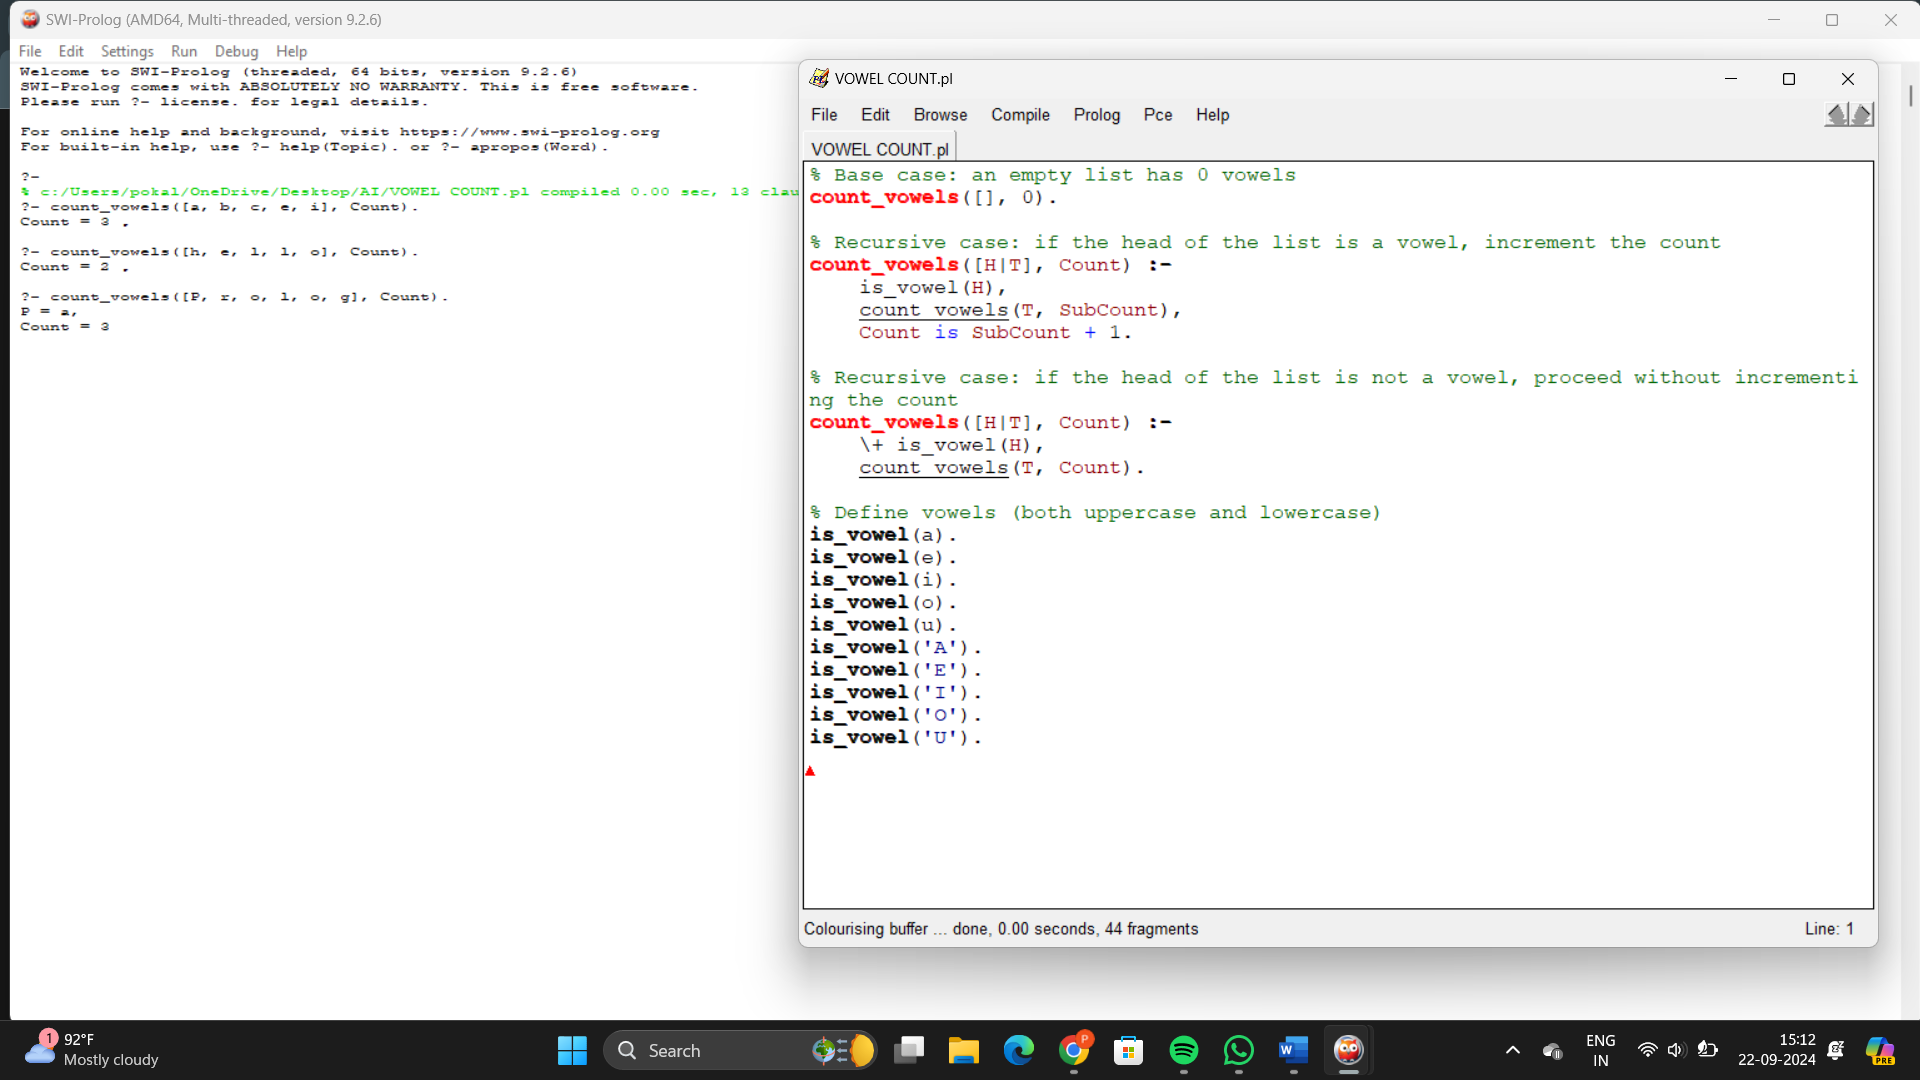 SWI-Prolog (AMD64, Multi-threaded, version 9.2.6)
File Edit Settings Run Debug Help
Welcome to SWI-Prolog (threaded, 64 bits, version 9.2.6)
SWI-Prolog comes with ABSOLUTELY NO WARRANTY. This is free software.
Please run ?- license. for legal details.
For online help and background, visit https://www.swi-prolog.org
For built-in help, use ?- help(Topic). or ?- apropos(Word).
?-
% c:/Users/pokal/OneDrive/Desktop/AI/VOWEL COUNT.pl compiled 0.00 sec, 13 clau
?- count_vowels([a, b, c, e, i], Count).
Count = 3 .
?- count_vowels([h, e, l, l, o], Count).
Count = 2 .
?- count_vowels([P, r, o, l, o, g], Count).
P = a,
Count = 3
VOWEL COUNT.pl
File Edit Browse Compile Prolog Pce Help
VOWEL COUNT.pl
% Base case: an empty list has 0 vowels
count_vowels([], 0).
% Recursive case: if the head of the list is a vowel, increment the count
count_vowels([H|T], Count) :-
is_vowel(H),
count_vowels(T, SubCount),
Count is SubCount + 1.
% Recursive case: if the head of the list is not a vowel, proceed without incrementi
ng the count
count_vowels([H|T], Count) :-
\+ is_vowel(H),
count_vowels(T, Count).
% Define vowels (both uppercase and lowercase)
is_vowel(a).
is_vowel(e).
is_vowel(i).
is_vowel(o).
is_vowel(u).
is_vowel('A').
is_vowel('E').
is_vowel('I').
is_vowel('O').
is_vowel('U').
Colourising buffer ... done, 0.00 seconds, 44 fragments
Line: 1
1
92°F
Mostly cloudy
Search
P
W
ENG
IN
15:12
22-09-2024
PRE